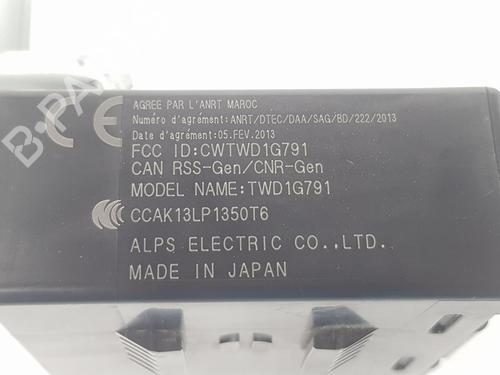 AGREE PAR L'ANRT MAROC
Numéro d'agrément:ANRT/DTEC/DAA/SAG/BD/222/2013
Date d'agrément:05.FEV.2013
FCC ID:CWTWD1G791
CAN RSS-Gen/CNR-Gen
MODEL NAME:TWD1G791
CCAK13LP1350T6
ALPS ELECTRIC CO.,LTD.
MADE IN JAPAN